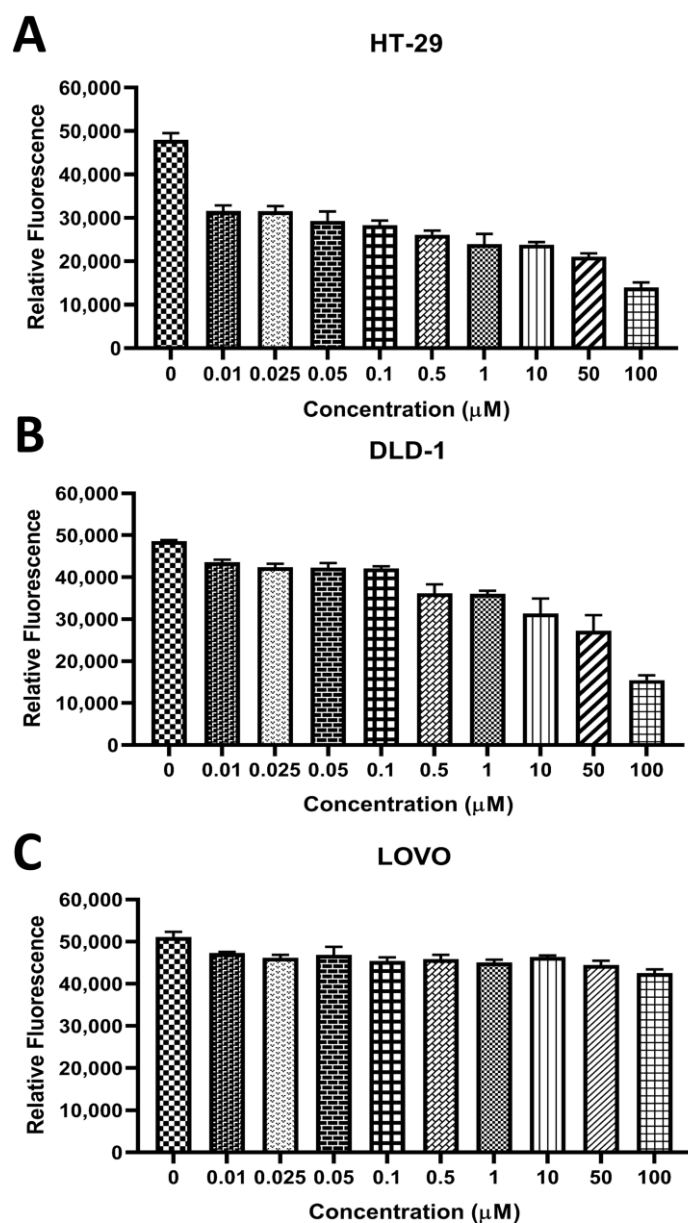 A
HT-29
60,000
50,000
40,000
30,000
20,000
10,000
0
Relative Fluorescence
0 0.01 0.025 0.05 0.1 0.5 1 10 50 100
Concentration (μM)
B
DLD-1
60,000
50,000
40,000
30,000
20,000
10,000
0
Relative Fluorescence
0 0.01 0.025 0.05 0.1 0.5 1 10 50 100
Concentration (μM)
C
LOVO
60,000
50,000
40,000
30,000
20,000
10,000
0
Relative Fluorescence
0 0.01 0.025 0.05 0.1 0.5 1 10 50 100
Concentration (μM)